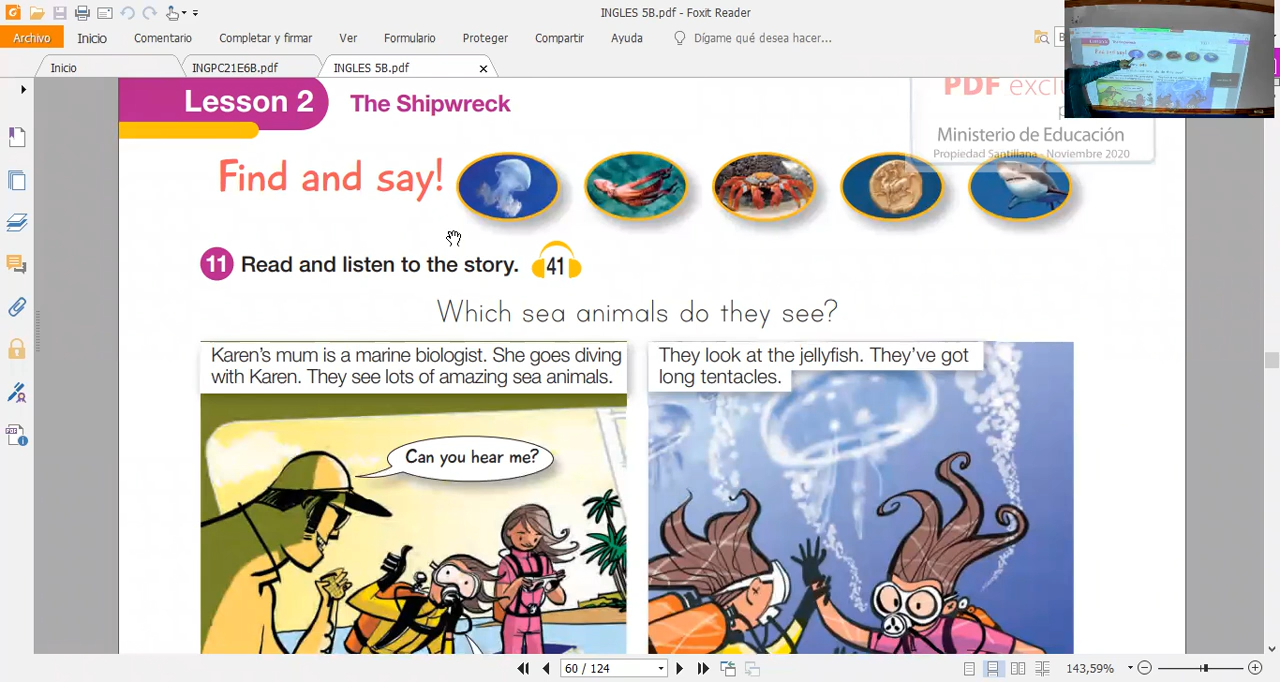 INGLES 5B.pdf - Foxit Reader
Archivo Inicio Comentario Completar y firmar Ver Formulario Proteger Compartir Ayuda Dígame qué desea hacer...
Inicio INGPC21E6B.pdf INGLES 5B.pdf
Lesson 2 The Shipwreck
PDF
Ministerio de Educación
Propiedad Santillana - Noviembre 2020
Find and say!
11 Read and listen to the story. 41
Which sea animals do they see?
Karen's mum is a marine biologist. She goes diving
with Karen. They see lots of amazing sea animals.
They look at the jellyfish. They've got
long tentacles.
Can you hear me?
60 / 124
143,59%